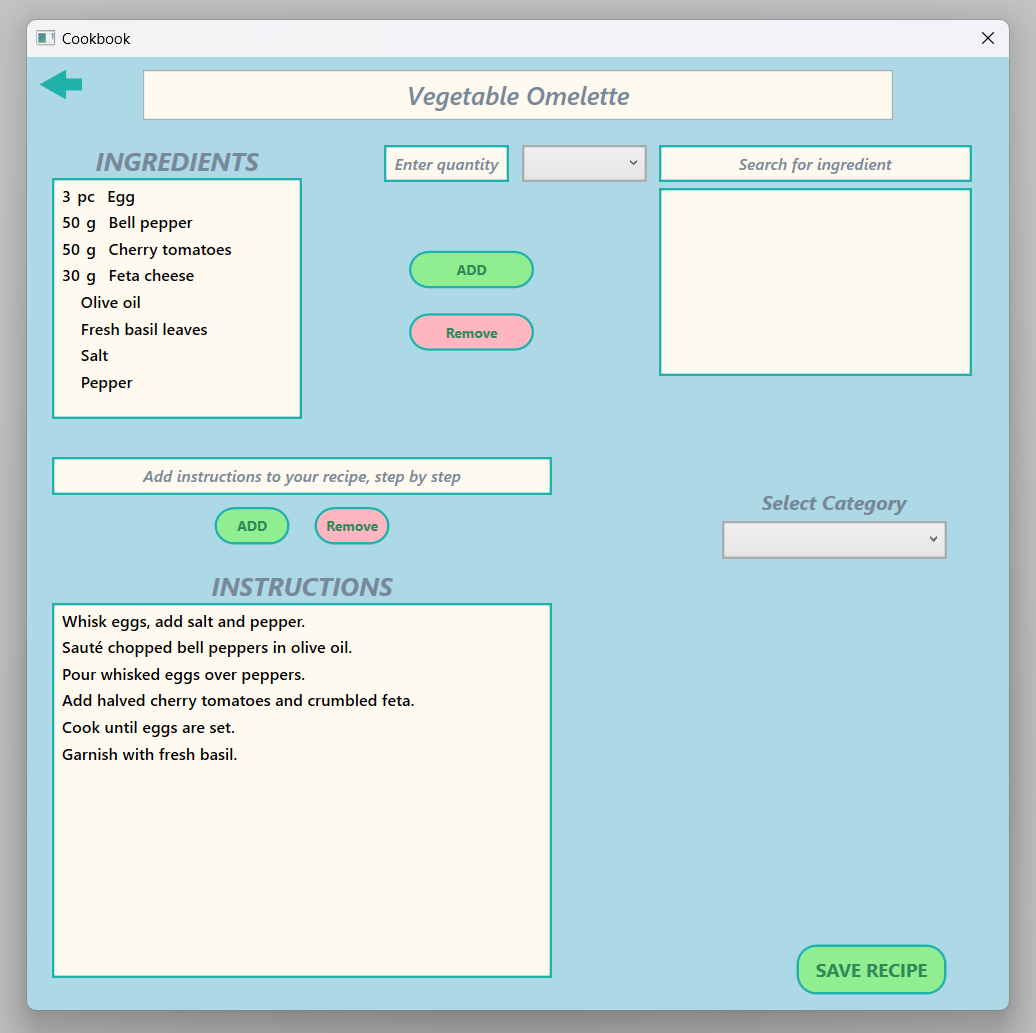 Cookbook
Vegetable Omelette
INGREDIENTS
Enter quantity
Search for ingredient
3 pc Egg
50 g Bell pepper
50 g Cherry tomatoes
30 g Feta cheese
Olive oil
Fresh basil leaves
Salt
Pepper
ADD
Remove
Add instructions to your recipe, step by step
ADD Remove
Select Category
INSTRUCTIONS
Whisk eggs, add salt and pepper.
Sauté chopped bell peppers in olive oil.
Pour whisked eggs over peppers.
Add halved cherry tomatoes and crumbled feta.
Cook until eggs are set.
Garnish with fresh basil.
SAVE RECIPE